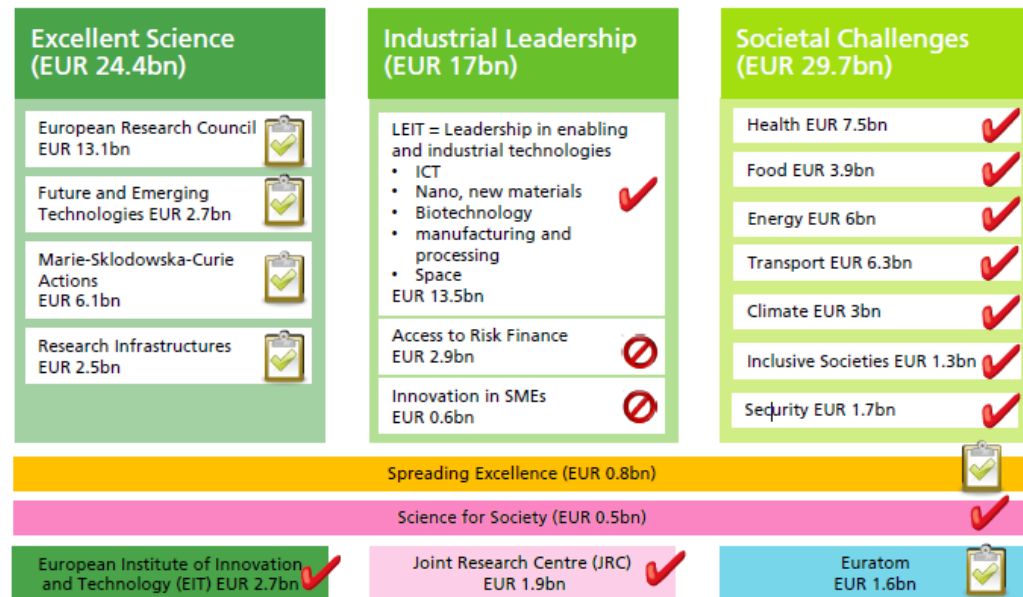 Excellent Science
(EUR 24.4bn)
European Research Council
EUR 13.1bn
Future and Emerging
Technologies EUR 2.7bn
Marie-Sklodowska-Curie
Actions
EUR 6.1bn
Research Infrastructures
EUR 2.5bn
Industrial Leadership
(EUR 17bn)
LEIT = Leadership in enabling
and industrial technologies
• ICT
• Nano, new materials
• Biotechnology
• manufacturing and
processing
• Space
EUR 13.5bn
Access to Risk Finance
EUR 2.9bn
Innovation in SMEs
EUR 0.6bn
Societal Challenges
(EUR 29.7bn)
Health EUR 7.5bn
Food EUR 3.9bn
Energy EUR 6bn
Transport EUR 6.3bn
Climate EUR 3bn
Inclusive Societies EUR 1.3bn
Security EUR 1.7bn
Spreading Excellence (EUR 0.8bn)
Science for Society (EUR 0.5bn)
European Institute of Innovation
and Technology (EIT) EUR 2.7bn
Joint Research Centre (JRC)
EUR 1.9bn
Euratom
EUR 1.6bn